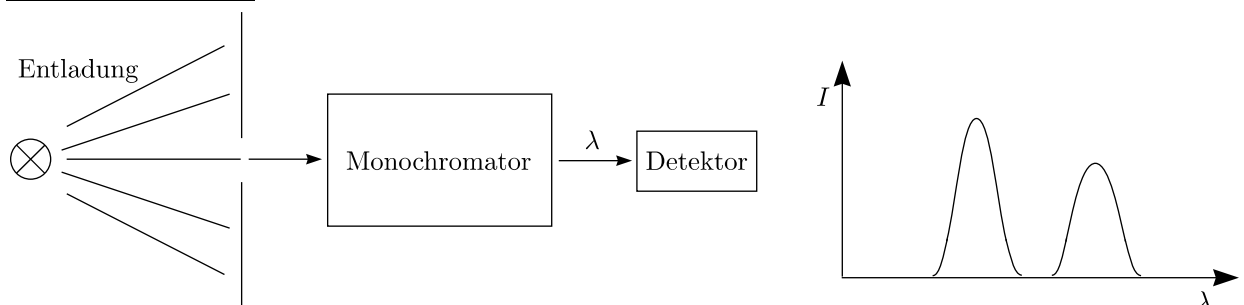 Entladung
Monochromator
λ
Detektor
I
λ